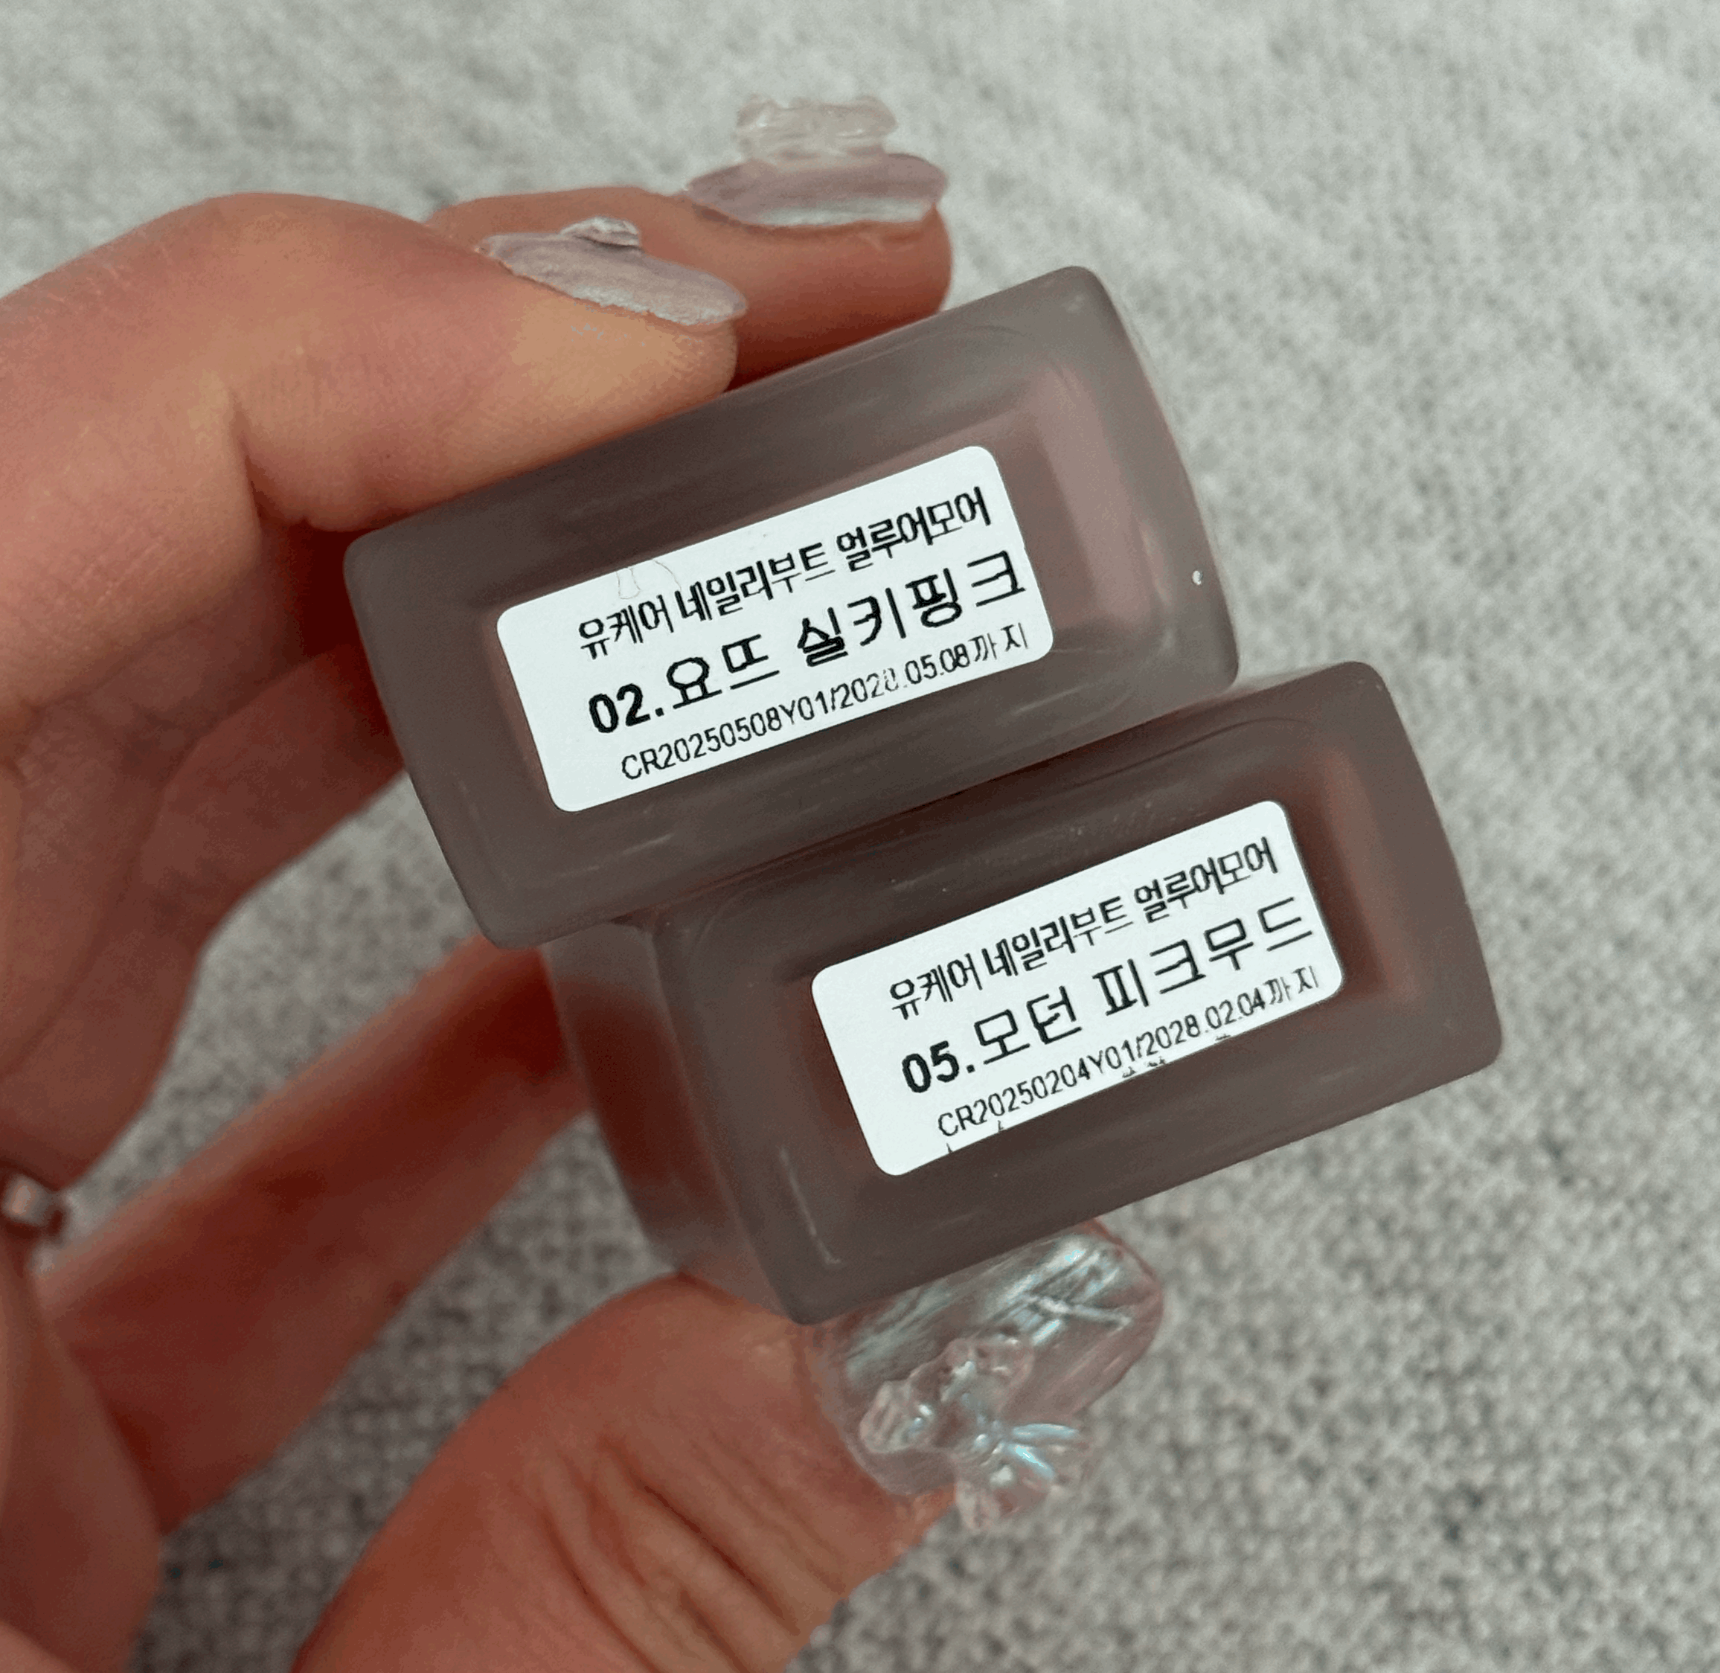 유케어 네일리부트 얼루어모어
02.요뜨 실키핑크
CR20250508Y01/2028.05.08까지
유케어 네일리부트 얼루어모어
05.모던 피크무드
CR20250204Y01/2028.02.04까지